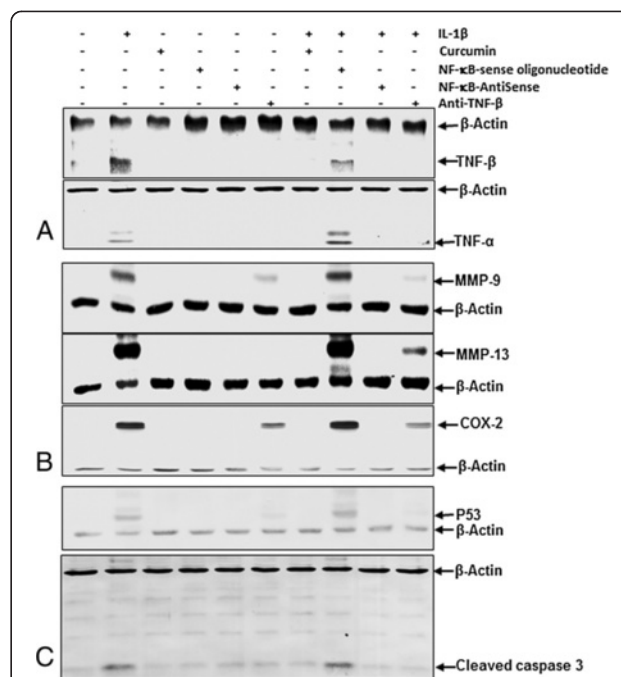 - + - - - - + + + + IL-1β
- - + - - - + - - - Curcumin
- - - + - - - + - - NF-κB-sense oligonucleotide
- - - - + - - - + - NF-κB-AntiSense
- - - - - + - - - + Anti-TNF-β
β-Actin
TNF-β
β-Actin
A
TNF-α
MMP-9
β-Actin
MMP-13
β-Actin
COX-2
B
β-Actin
P53
β-Actin
β-Actin
C
Cleaved caspase 3